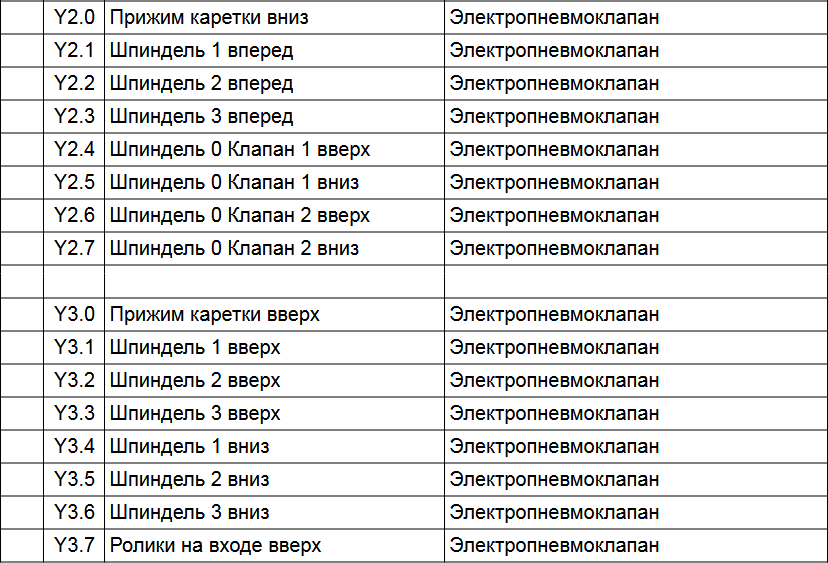 Y2.0 Прижим каретки вниз Электропневмоклапан
Y2.1 Шпиндель 1 вперед Электропневмоклапан
Y2.2 Шпиндель 2 вперед Электропневмоклапан
Y2.3 Шпиндель 3 вперед Электропневмоклапан
Y2.4 Шпиндель 0 Клапан 1 вверх Электропневмоклапан
Y2.5 Шпиндель 0 Клапан 1 вниз Электропневмоклапан
Y2.6 Шпиндель 0 Клапан 2 вверх Электропневмоклапан
Y2.7 Шпиндель 0 Клапан 2 вниз Электропневмоклапан
Y3.0 Прижим каретки вверх Электропневмоклапан
Y3.1 Шпиндель 1 вверх Электропневмоклапан
Y3.2 Шпиндель 2 вверх Электропневмоклапан
Y3.3 Шпиндель 3 вверх Электропневмоклапан
Y3.4 Шпиндель 1 вниз Электропневмоклапан
Y3.5 Шпиндель 2 вниз Электропневмоклапан
Y3.6 Шпиндель 3 вниз Электропневмоклапан
Y3.7 Ролики на входе вверх Электропневмоклапан